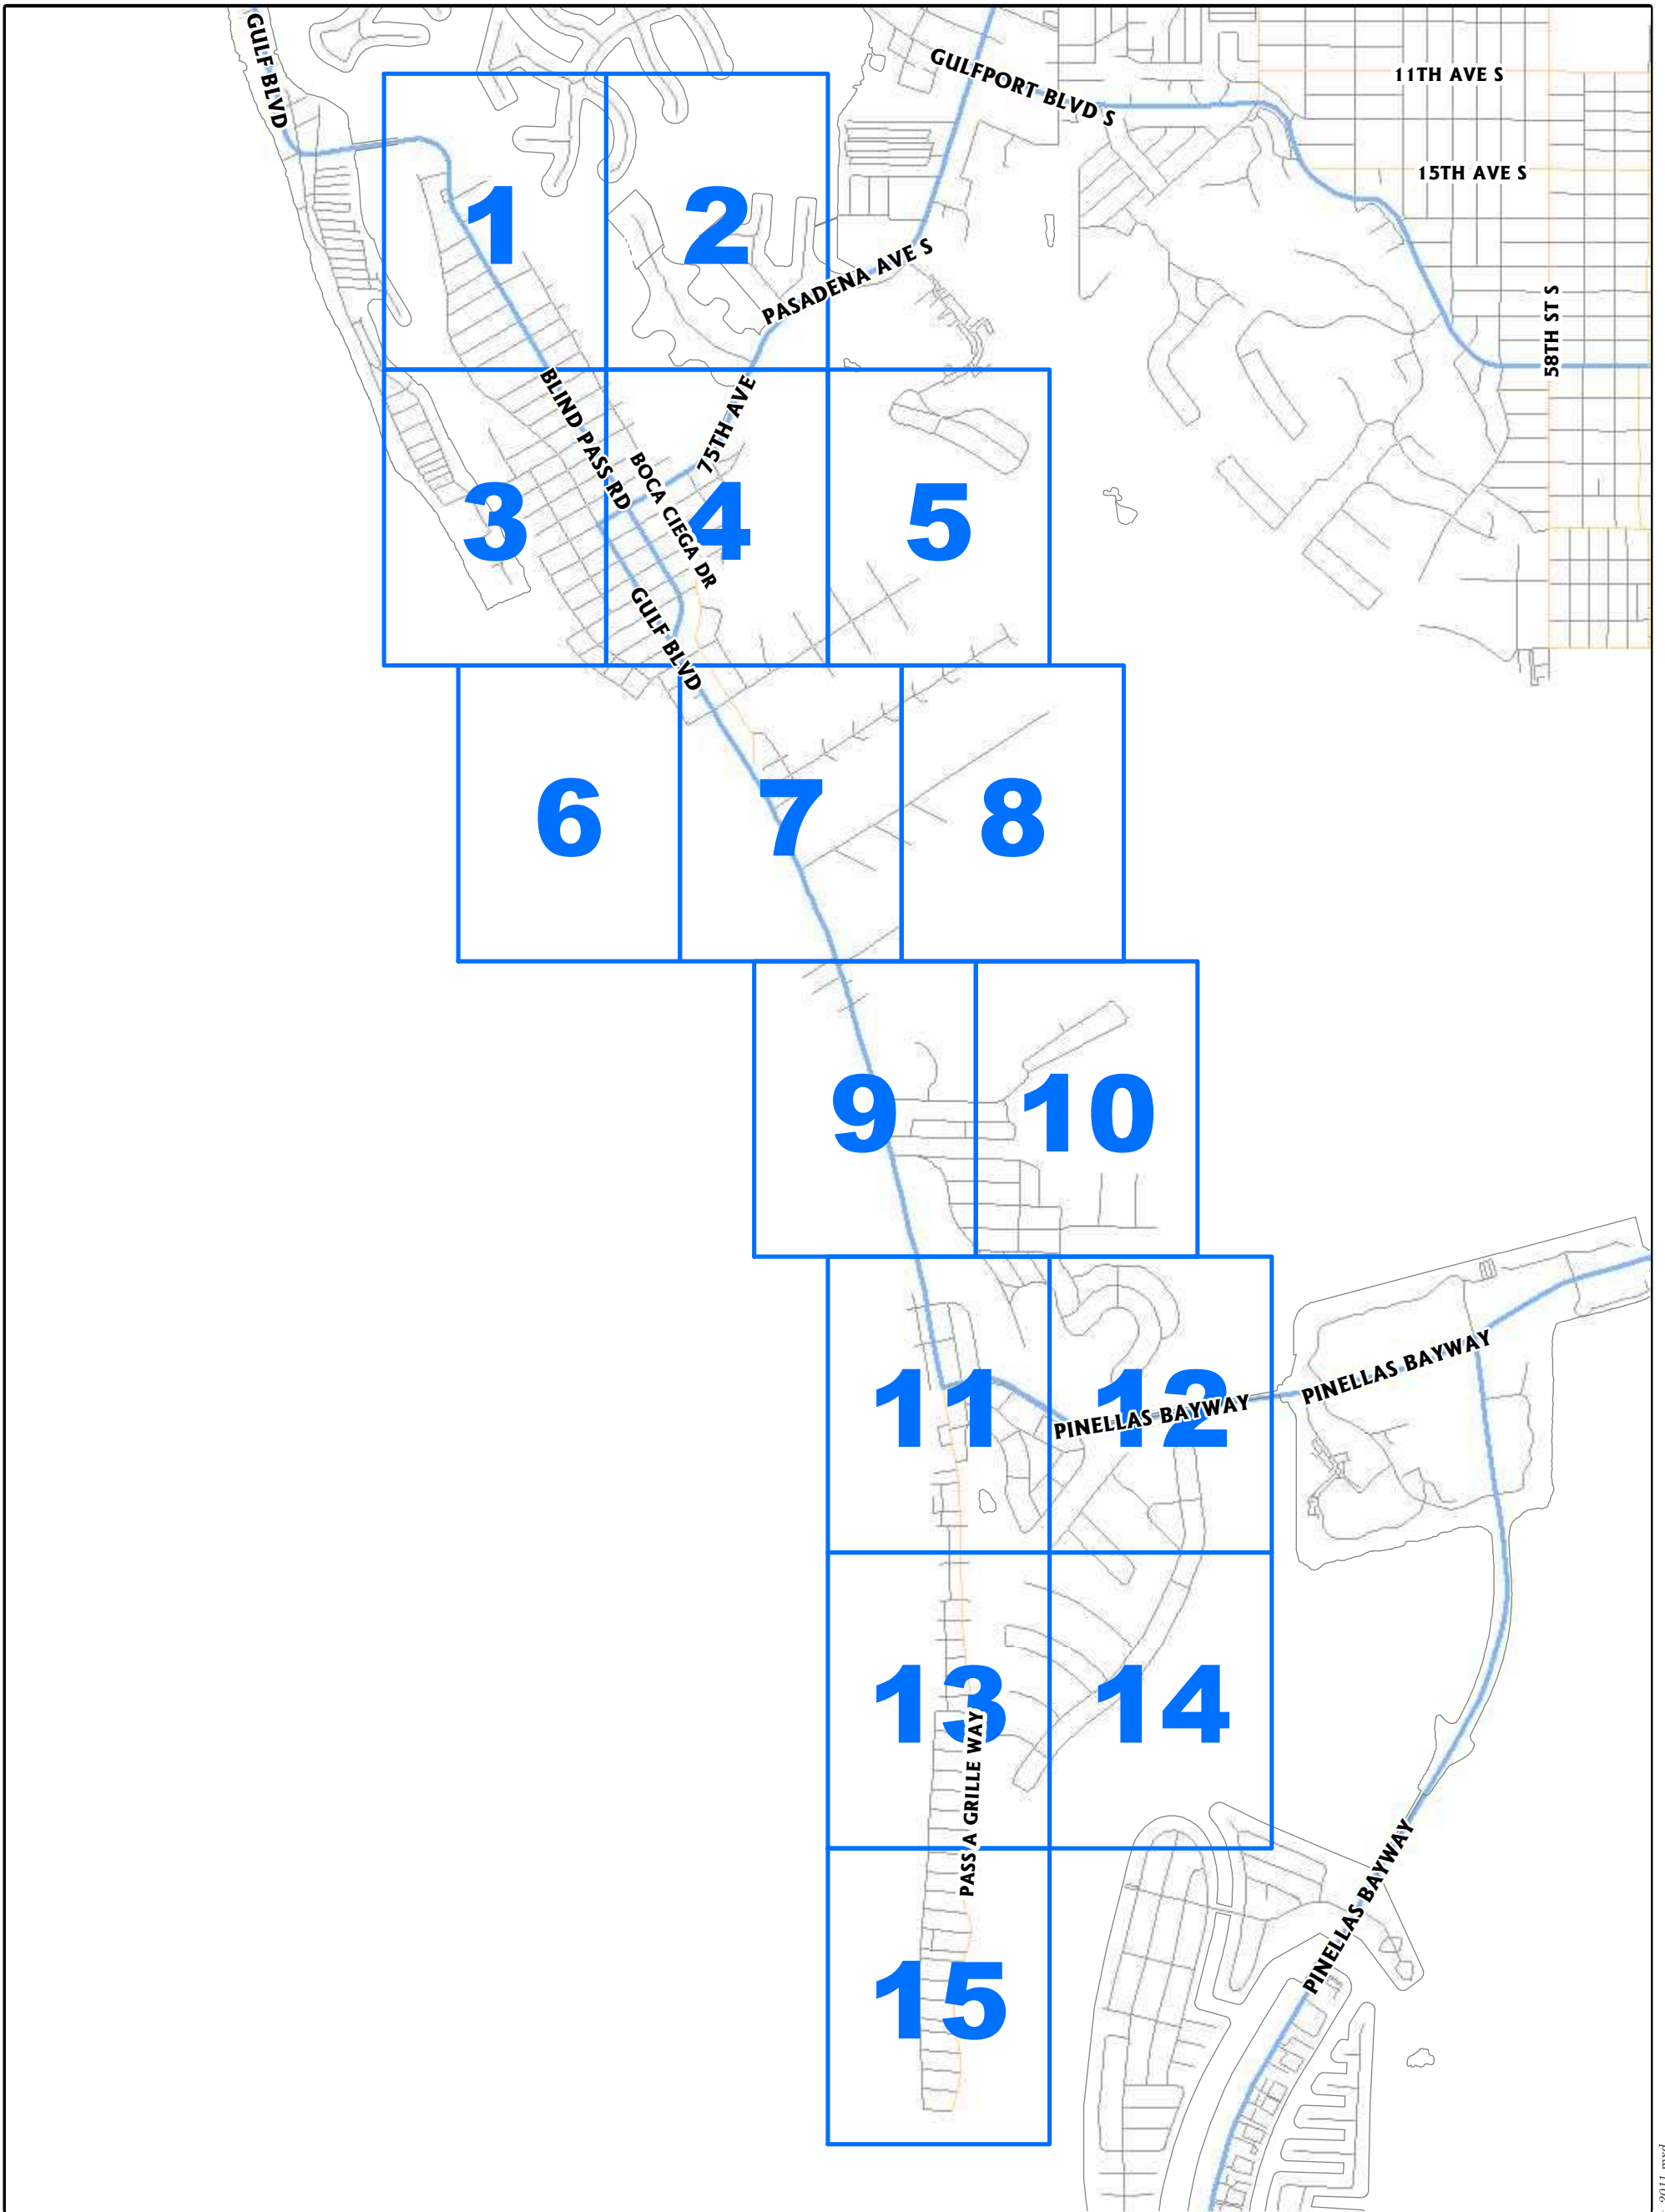 GULF BLVD
GULFPORT BLVD S
11TH AVE S
15TH AVE S
1
2
PASADENA AVE S
58TH ST S
BLIND PASS RD
75TH AVE
BOCA CIEGA DR
3
4
5
GULF BLVD
6
7
8
9
10
11
12
PINELLAS BAYWAY
PINELLAS BAYWAY
13
14
PASS A GRILLE WAY
PINELLAS BAYWAY
15
2011.mxd